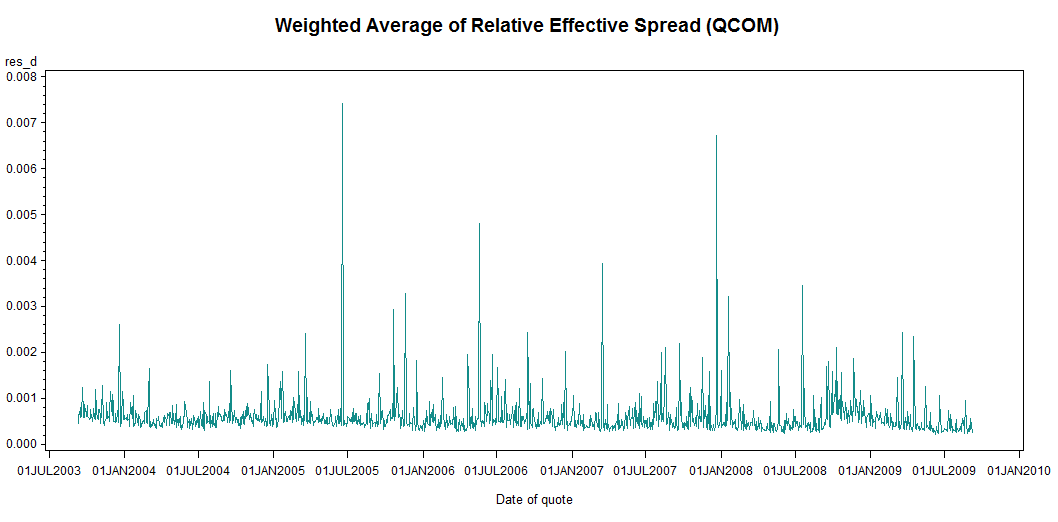 Weighted Average of Relative Effective Spread (QCOM)
res_d
0.008
0.007
0.006
0.005
0.004
0.003
0.002
0.001
0.000
01JUL2003 01JAN2004 01JUL2004 01JAN2005 01JUL2005 01JAN2006 01JUL2006 01JAN2007 01JUL2007 01JAN2008 01JUL2008 01JAN2009 01JUL2009 01JAN2010
Date of quote